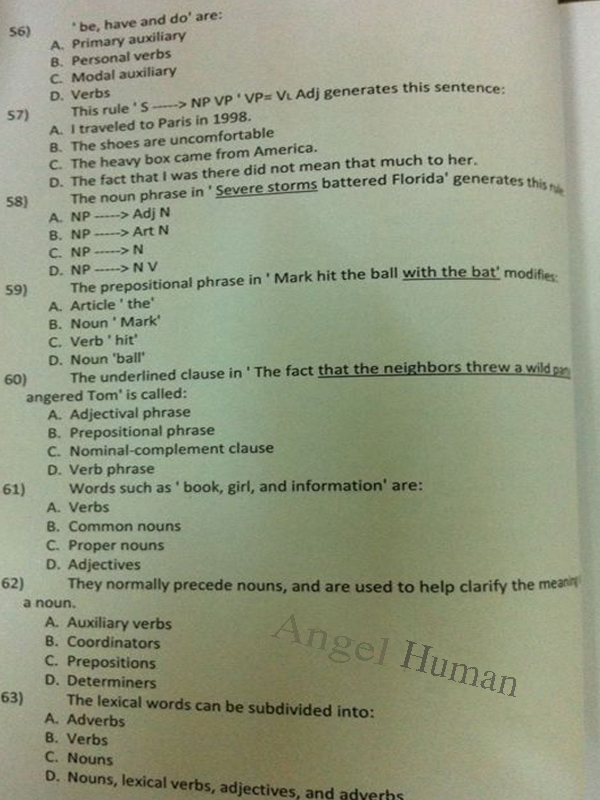 56) ' be, have and do' are:
A. Primary auxiliary
B. Personal verbs
C. Modal auxiliary
D. Verbs
57) This rule ' S -----> NP VP ' VP= VL Adj generates this sentence:
A. I traveled to Paris in 1998.
B. The shoes are uncomfortable
C. The heavy box came from America.
D. The fact that I was there did not mean that much to her.
58) The noun phrase in ' Severe storms battered Florida' generates this rule
A. NP -----> Adj N
B. NP -----> Art N
C. NP -----> N
D. NP -----> N V
59) The prepositional phrase in ' Mark hit the ball with the bat' modifies:
A. Article ' the'
B. Noun ' Mark'
C. Verb ' hit'
D. Noun 'ball'
60) The underlined clause in ' The fact that the neighbors threw a wild
angered Tom' is called:
A. Adjectival phrase
B. Prepositional phrase
C. Nominal-complement clause
D. Verb phrase
61) Words such as ' book, girl, and information' are:
A. Verbs
B. Common nouns
C. Proper nouns
D. Adjectives
62) They normally precede nouns, and are used to help clarify the meaning
a noun.
A. Auxiliary verbs
B. Coordinators
C. Prepositions
D. Determiners
Angel Human
63) The lexical words can be subdivided into:
A. Adverbs
B. Verbs
C. Nouns
D. Nouns, lexical verbs, adjectives, and adverbs